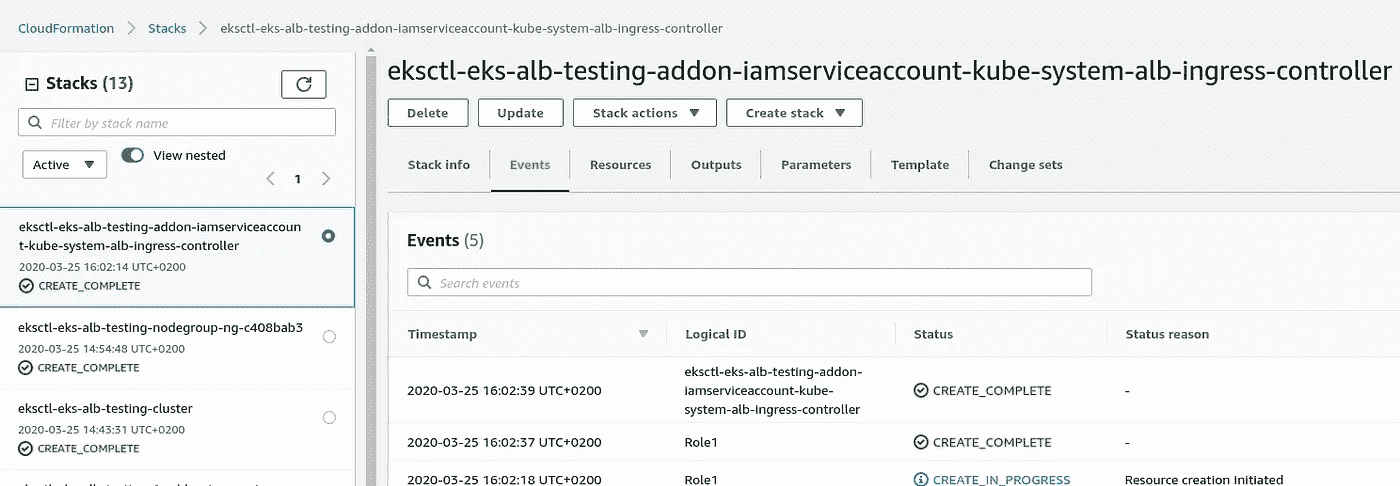 CloudFormation > Stacks > eksctl-eks-alb-testing-addon-iamserviceaccount-kube-system-alb-ingress-controller
Stacks (13)
Filter by stack name
Active
View nested
1
eksctl-eks-alb-testing-addon-iamserviceaccoun
t-kube-system-alb-ingress-controller
2020-03-25 16:02:14 UTC+0200
CREATE_COMPLETE
eksctl-eks-alb-testing-nodegroup-ng-c408bab3
2020-03-25 14:54:48 UTC+0200
CREATE_COMPLETE
eksctl-eks-alb-testing-cluster
2020-03-25 14:43:31 UTC+0200
CREATE_COMPLETE
eksctl-eks-alb-testing-addon-iamserviceaccount-kube-system-alb-ingress-controller
Delete Update Stack actions Create stack
Stack info Events Resources Outputs Parameters Template Change sets
Events (5)
Search events
Timestamp Logical ID Status Status reason
eksctl-eks-alb-testing-addon-
2020-03-25 16:02:39 UTC+0200 iamserviceaccount-kube- CREATE_COMPLETE -
system-alb-ingress-controller
2020-03-25 16:02:37 UTC+0200 Role1 CREATE_COMPLETE -
2020-03-25 16:02:18 UTC+0200 Role1 CREATE_IN_PROGRESS Resource creation Initiated